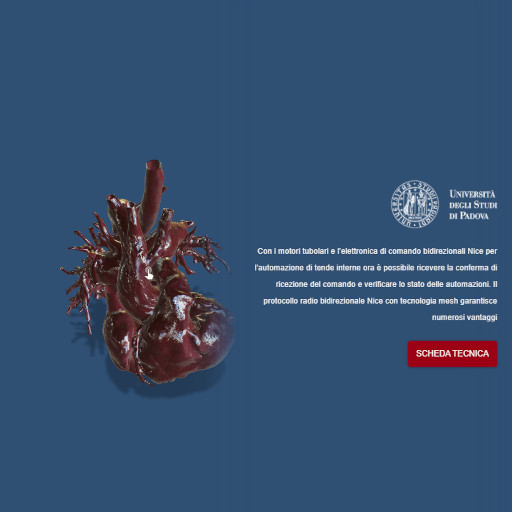 UNIVERSITÀ
DEGLI STUDI
DI PADOVA
Con i motori tubolari e l'elettronica di comando bidirezionali Nice per
l'automazione di tende interne ora è possibile ricevere la conferma di
ricezione del comando e verificare lo stato delle automazioni. Il
protocollo radio bidirezionale Nice con tecnologia mesh garantisce
numerosi vantaggi
SCHEDA TECNICA